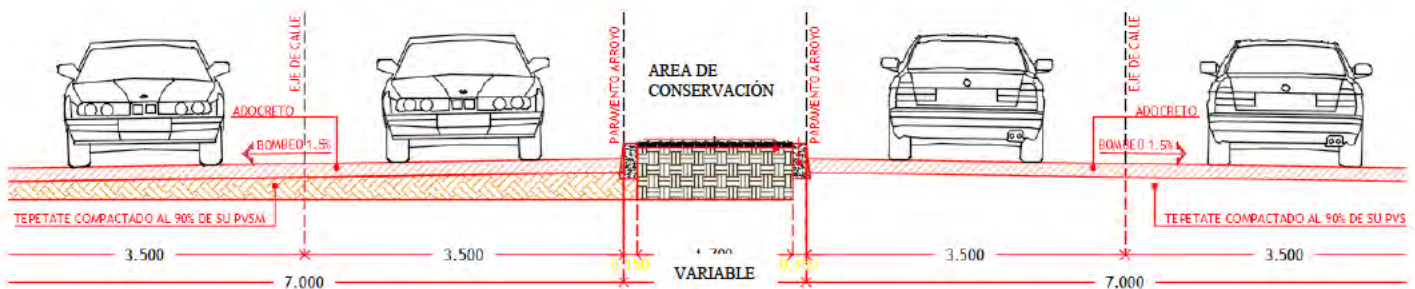 EJE DE CALLE
PARAMENTO ARROYO
AREA DE
CONSERVACIÓN
PARAMENTO ARROYO
EJE DE CALLE
ADOCRETO
ADOCRETO
BOMBEO 1.5%
BOMBEO 1.5%
TEPETATE COMPACTADO AL 90% DE SU PVSM
TEPETATE COMPACTADO AL 90% DE SU PVS
3.500
3.500
3.500
3.500
VARIABLE
7.000
7.000